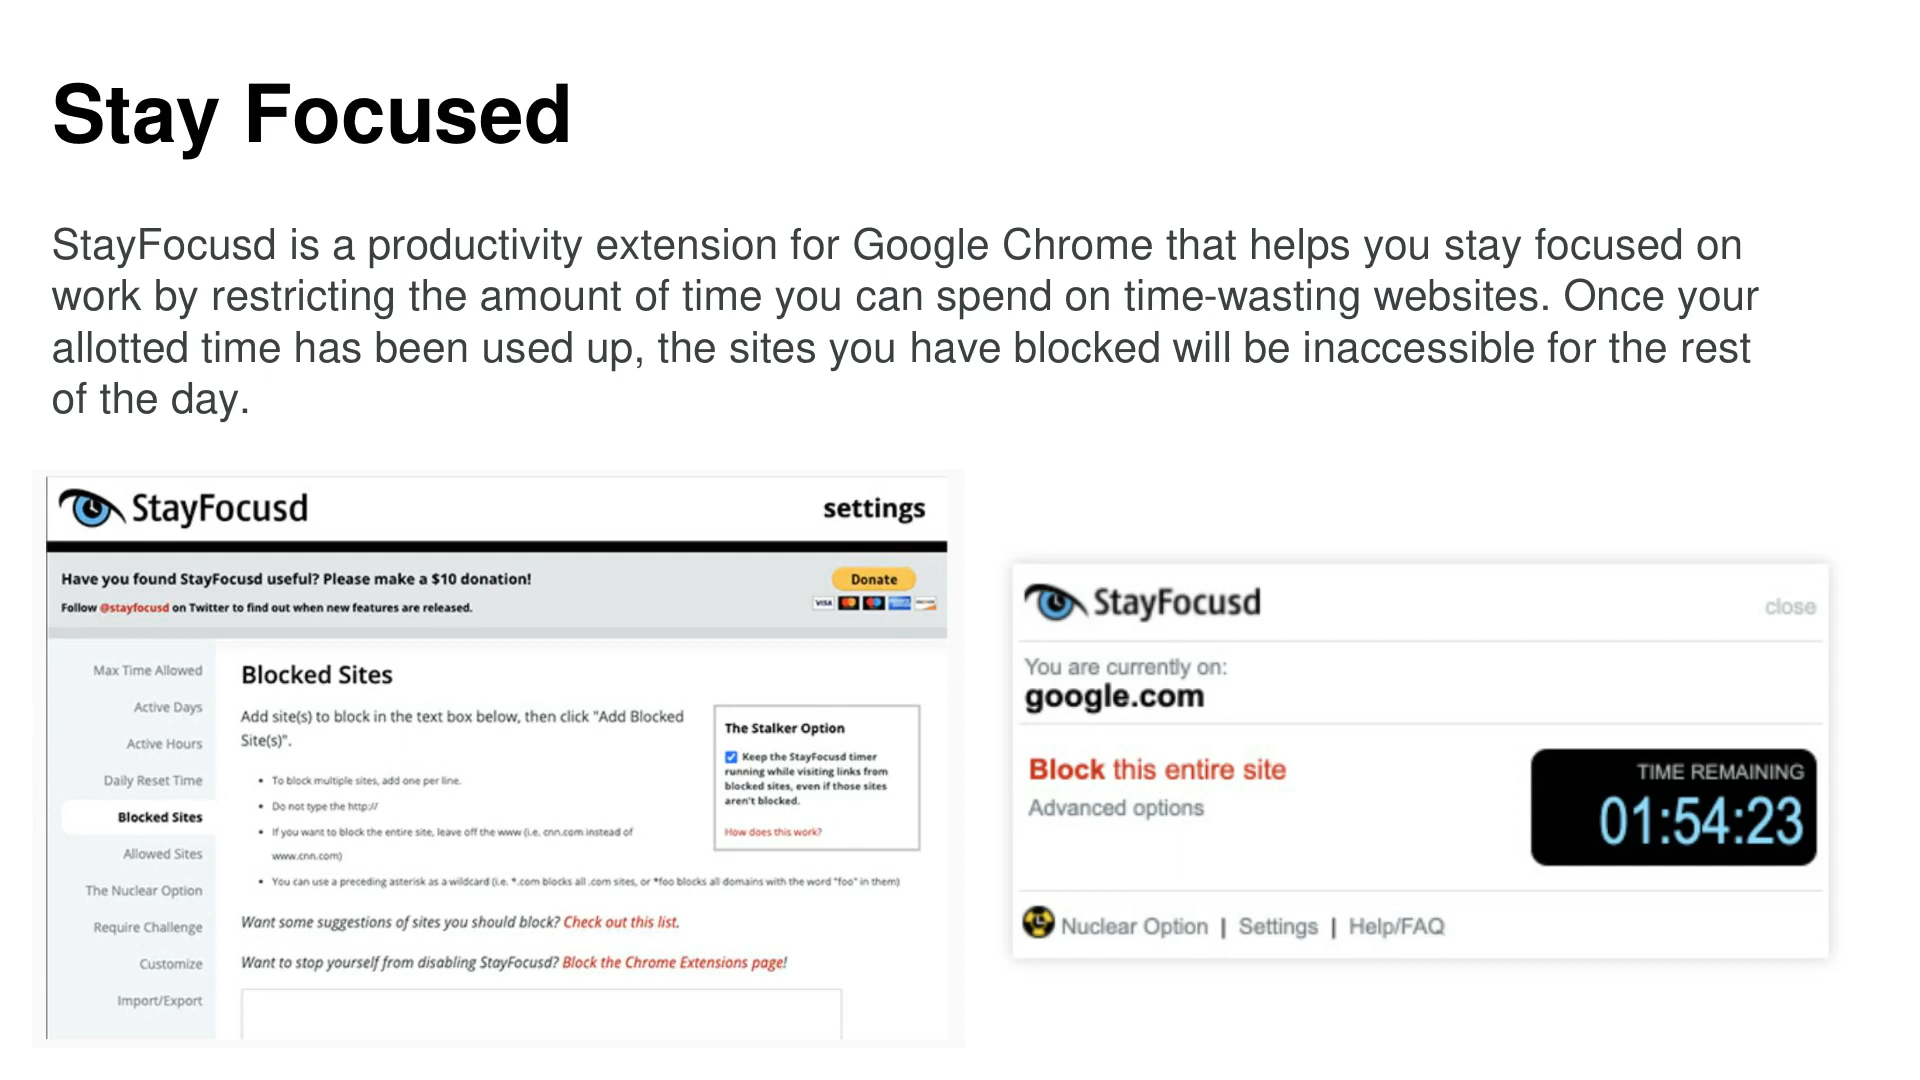 Stay Focused
StayFocusd is a productivity extension for Google Chrome that helps you stay focused on
work by restricting the amount of time you can spend on time-wasting websites. Once your
allotted time has been used up, the sites you have blocked will be inaccessible for the rest
of the day.
StayFocusd
settings
Have you found StayFocusd useful? Please make a $10 donation!
Donate
Follow @stayfocusd on Twitter to find out when new features are released.
VISA
Max Time Allowed
Active Days
Active Hours
Daily Reset Time
Blocked Sites
Allowed Sites
The Nuclear Option
Require Challenge
Customize
Import/Export
Blocked Sites
Add site(s) to block in the text box below, then click "Add Blocked
Site(s)".
• To block multiple sites, add one per line.
• Do not type the http://
• If you want to block the entire site, leave off the www (i.e. cnn.com instead of
www.cnn.com)
• You can use a preceding asterisk as a wildcard (i.e. *.com blocks all .com sites, or *foo blocks all domains with the word "foo" in them)
The Stalker Option
Keep the StayFocusd timer
running while visiting links from
blocked sites, even if those sites
aren't blocked.
How does this work?
Want some suggestions of sites you should block? Check out this list.
Want to stop yourself from disabling StayFocusd? Block the Chrome Extensions page!
StayFocusd
close
You are currently on:
google.com
Block this entire site
Advanced options
TIME REMAINING
01:54:23
Nuclear Option | Settings | Help/FAQ